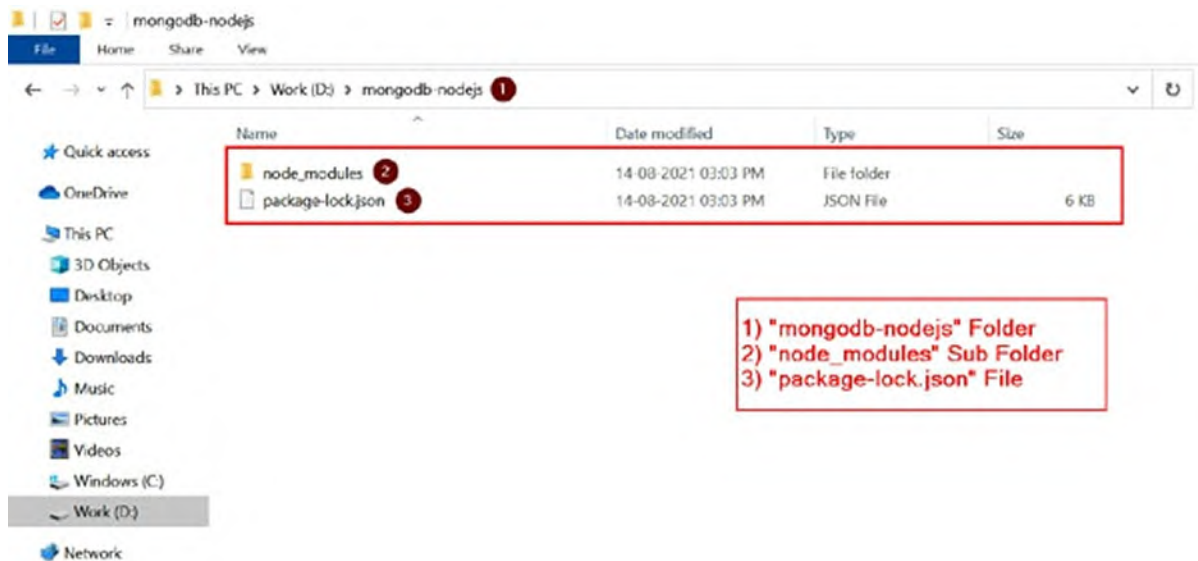 mongodb-nodejs
File Home Share View
This PC > Work (D:) > mongodb-nodejs 1
Name Date modified Type Size
Quick access
node_modules 2 14-08-2021 03:03 PM File folder
OneDrive
package-lock.json 3 14-08-2021 03:03 PM JSON File 6 KB
This PC
3D Objects
Desktop
Documents
Downloads
Music
Pictures
Videos
Windows (C:)
Work (D:)
Network
1) "mongodb-nodejs" Folder
2) "node_modules" Sub Folder
3) "package-lock.json" File